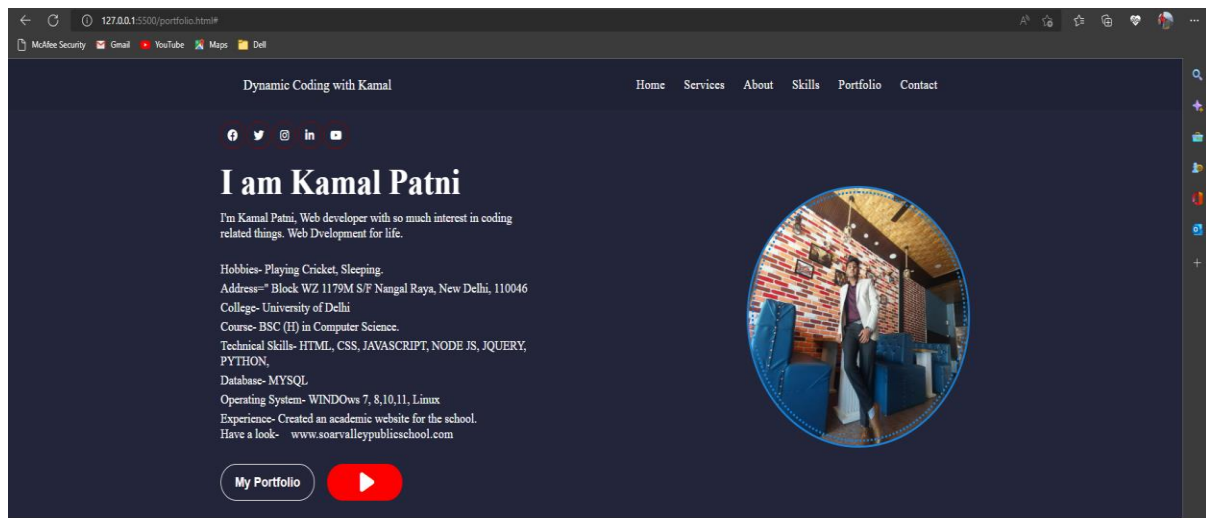 127.0.0.1:5500/portfolio.html#
McAfee Security Gmail YouTube Maps Dell
Dynamic Coding with Kamal Home Services About Skills Portfolio Contact
I am Kamal Patni
I'm Kamal Patni, Web developer with so much interest in coding
related things. Web Dvelopment for life.
Hobbies- Playing Cricket, Sleeping.
Address=" Block WZ 1179M S/F Nangal Raya, New Delhi, 110046
College- University of Delhi
Course- BSC (H) in Computer Science.
Technical Skills- HTML, CSS, JAVASCRIPT, NODE JS, JQUERY,
PYTHON,
Database- MYSQL
Operating System- WINDOWs 7, 8,10,11, Linux
Experience- Created an academic website for the school.
Have a look- www.soarvalleypublicschool.com
My Portfolio